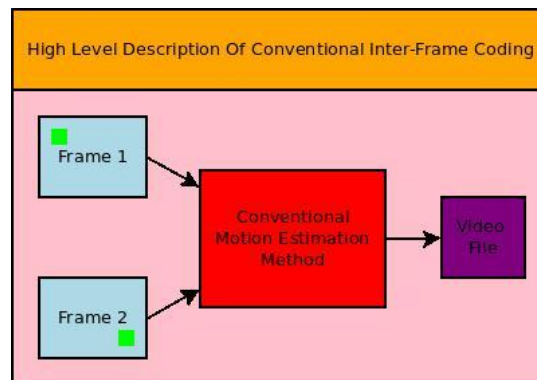 High Level Description Of Conventional Inter-Frame Coding
Frame 1
Conventional
Motion Estimation
Method
Video
File
Frame 2